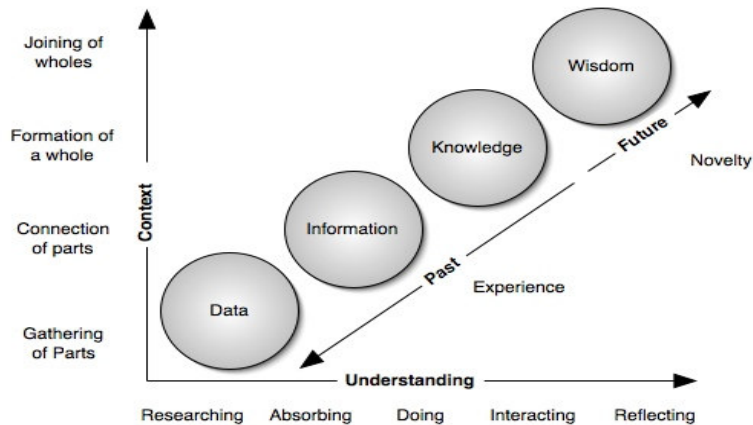 Joining of
wholes
Wisdom
Formation of
a whole
Knowledge
Future
Novelty
Context
Connection
of parts
Information
Past
Experience
Data
Gathering
of Parts
Understanding
Researching Absorbing Doing Interacting Reflecting